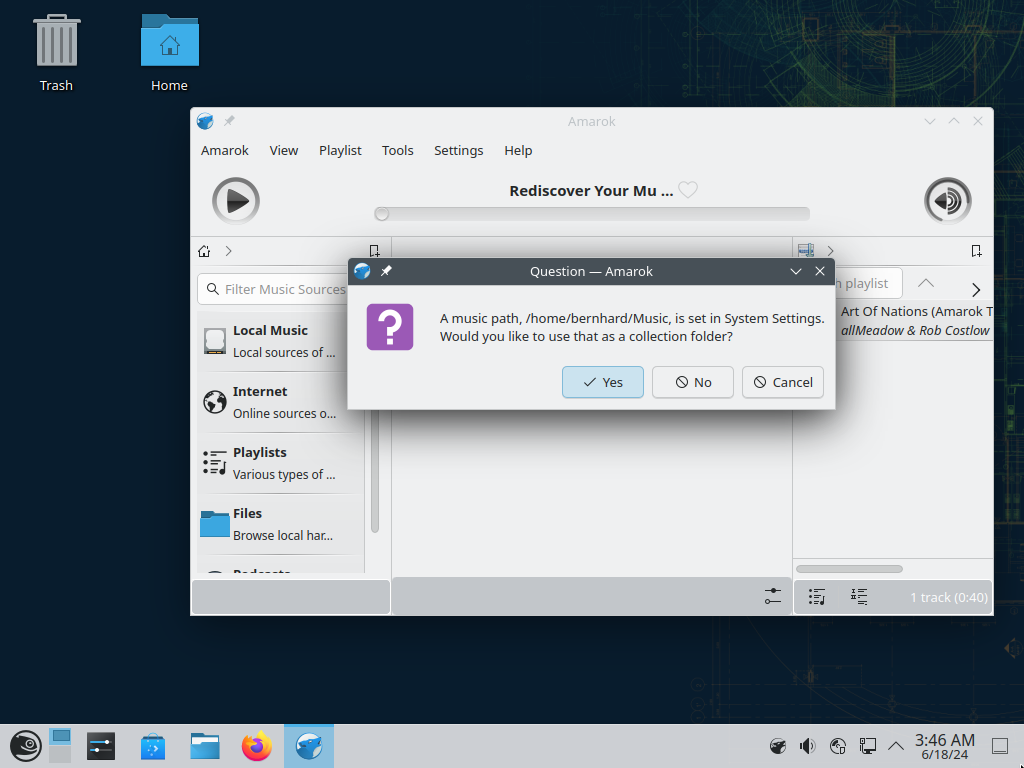 Trash
Home
Amarok
Amarok View Playlist Tools Settings Help
Rediscover Your Mu ...
Filter Music Sources
Local Music
Local sources of ...
Internet
Online sources o...
Playlists
Various types of ...
Files
Browse local har...
Question — Amarok
A music path, /home/bernhard/Music, is set in System Settings.
Would you like to use that as a collection folder?
Yes
No
Cancel
playlist
Art Of Nations (Amarok T
allMeadow & Rob Costlow
1 track (0:40)
3:46 AM
6/18/24